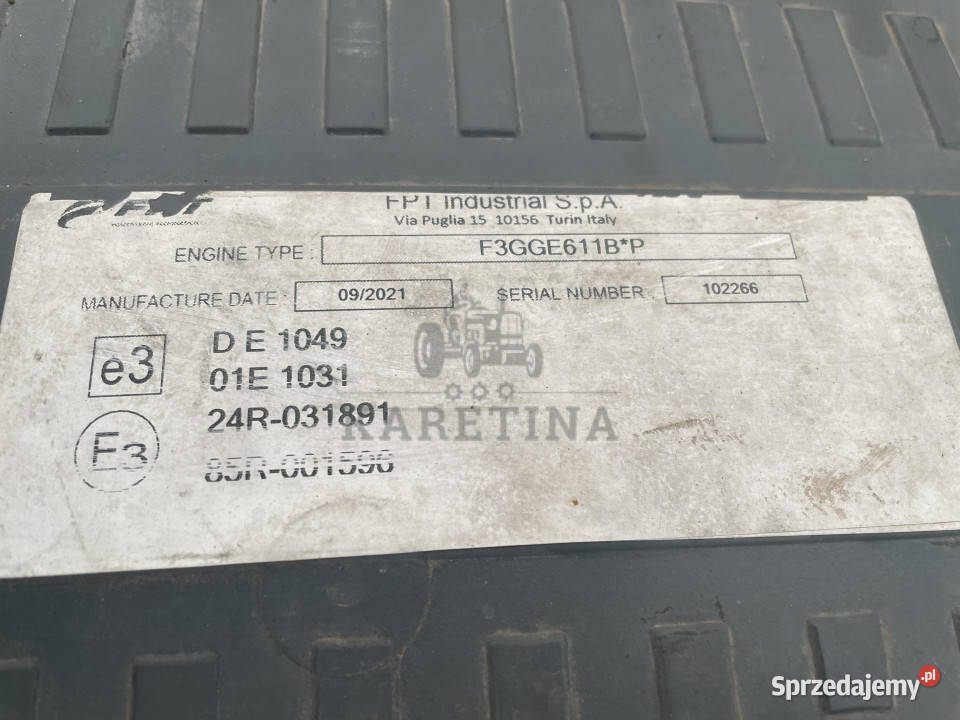 FPT Industrial S.p.A.
Via Puglia 15 10156 Turin Italy
ENGINE TYPE : F3GGE611B*P
MANUFACTURE DATE : 09/2021 SERIAL NUMBER : 102266
e3 D E 1049
01E 1031
24R-031891
E3 85R-001596
KARETINA
Sprzedajemy.pl